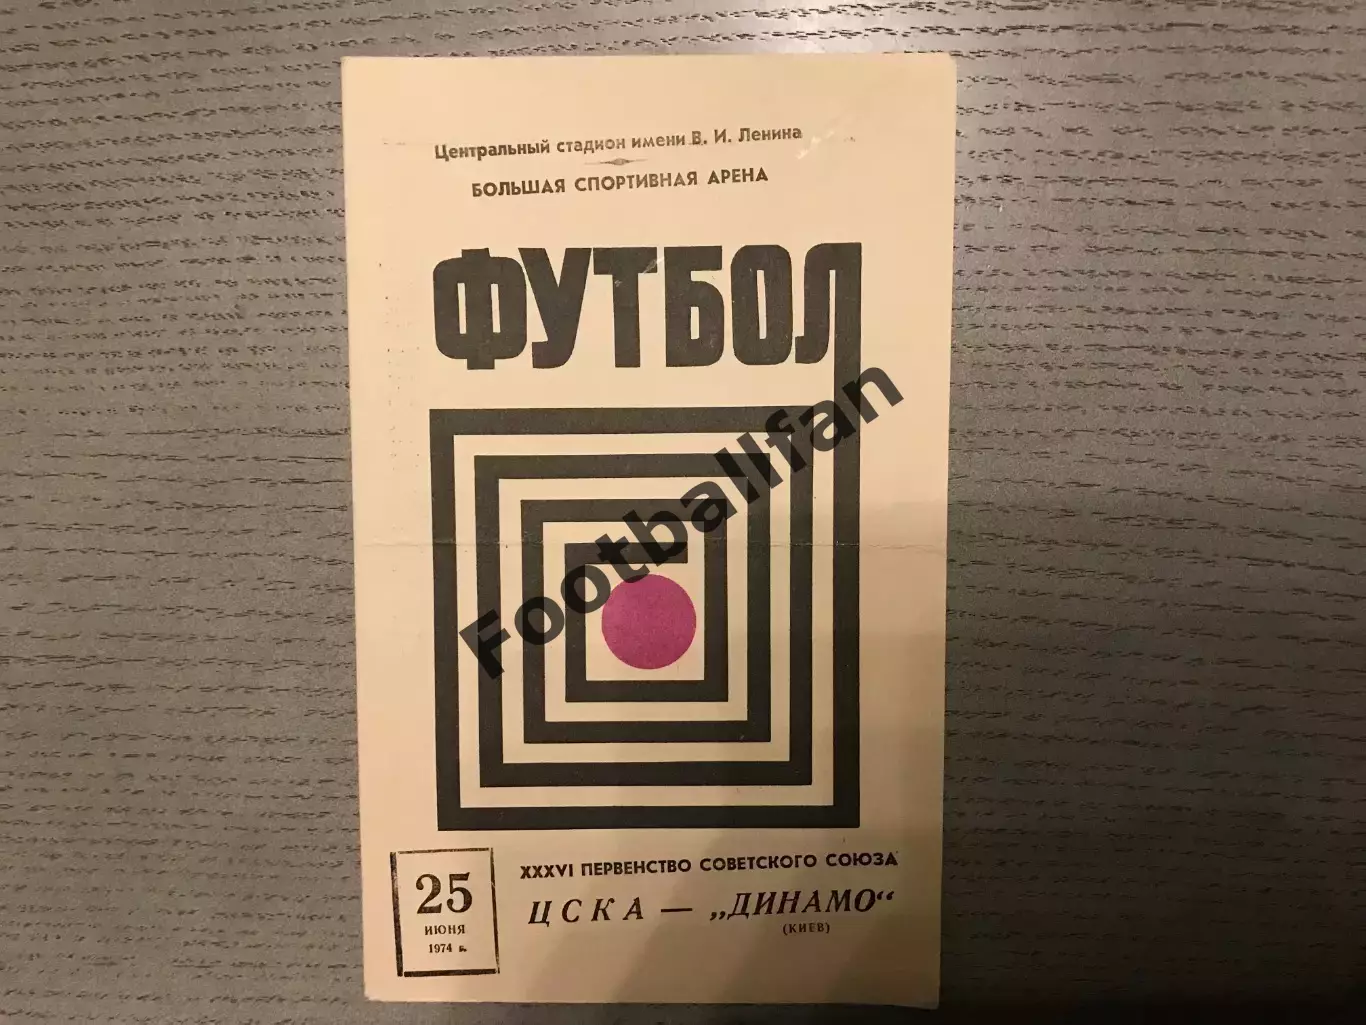 Центральный стадион имени В. И. Ленина
БОЛЬШАЯ СПОРТИВНАЯ АРЕНА
ФУТБОЛ
Footballfan
25
ИЮНЯ
1974 г.
XXXVI ПЕРВЕНСТВО СОВЕТСКОГО СОЮЗА
ЦСКА — „ДИНАМО“
(КИЕВ)